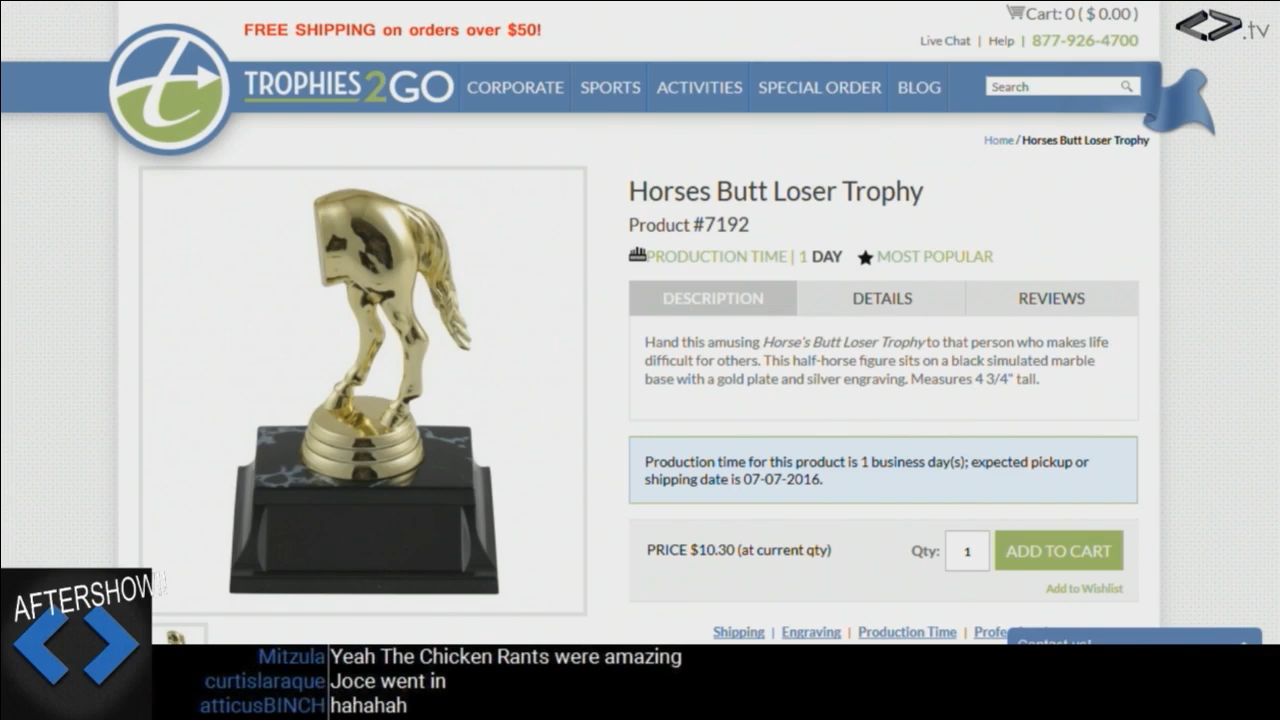 FREE SHIPPING on orders over $50!
Cart: 0 ( $ 0.00 )
.tv
Live Chat | Help | 877-926-4700
TROPHIES2GO
CORPORATE
SPORTS
ACTIVITIES
SPECIAL ORDER
BLOG
Search
Home / Horses Butt Loser Trophy
Horses Butt Loser Trophy
Product #7192
PRODUCTION TIME | 1 DAY
MOST POPULAR
DESCRIPTION
DETAILS
REVIEWS
Hand this amusing Horse's Butt Loser Trophy to that person who makes life
difficult for others. This half-horse figure sits on a black simulated marble
base with a gold plate and silver engraving. Measures 4 3/4" tall.
Production time for this product is 1 business day(s); expected pickup or
shipping date is 07-07-2016.
PRICE $10.30 (at current qty)
Qty: 1
ADD TO CART
Add to Wishlist
Shipping | Engraving | Production Time |
AFTERSHOW!!
Mitzula Yeah The Chicken Rants were amazing
curtislaraque Joce went in
atticusBINCH hahahah